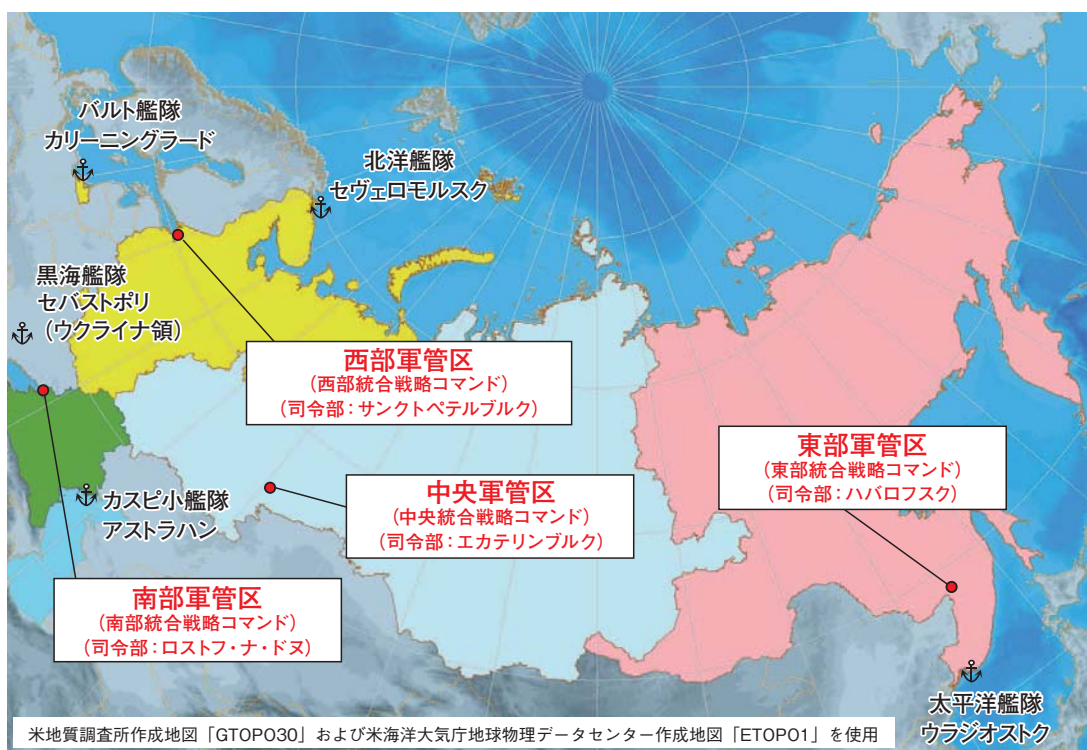 バルト艦隊
カリーニングラード
北洋艦隊
セヴェロモルスク
黒海艦隊
セバストポリ
（ウクライナ領）
西部軍管区
（西部統合戦略コマンド）
（司令部：サンクトペテルブルク）
東部軍管区
（東部統合戦略コマンド）
（司令部：ハバロフスク）
中央軍管区
（中央統合戦略コマンド）
（司令部：エカテリンブルク）
カスピ小艦隊
アストラハン
南部軍管区
（南部統合戦略コマンド）
（司令部：ロストフ・ナ・ドヌ）
太平洋艦隊
ウラジオストク
米地質調査所作成地図「GTOPO30」および米海洋大気庁地球物理データセンター作成地図「ETOPO1」を使用